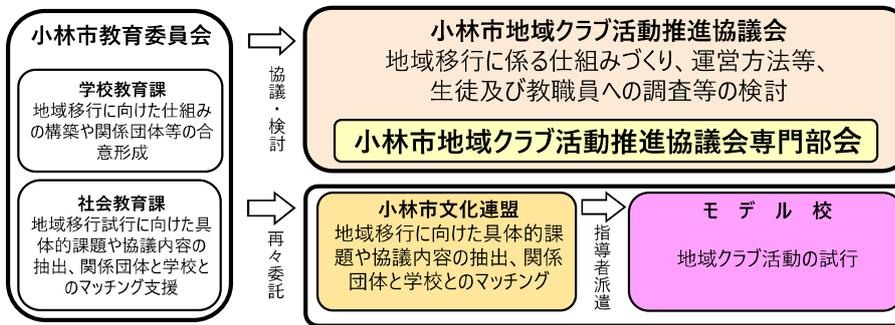 小林市教育委員会
学校教育課
地域移行に向けた仕組み
の構築や関係団体等の合
意形成
社会教育課
地域移行試行に向けた具
体的課題や協議内容の
抽出、関係団体と学校と
のマッチング支援
協議・検討
再々委託
小林市地域クラブ活動推進協議会
地域移行に係る仕組みづくり、運営方法等、
生徒及び教職員への調査等の検討
小林市地域クラブ活動推進協議会専門部会
小林市文化連盟
地域移行に向けた具体的課
題や協議内容の抽出、関係
団体と学校とのマッチング
指導者派遣
モデル校
地域クラブ活動の試行